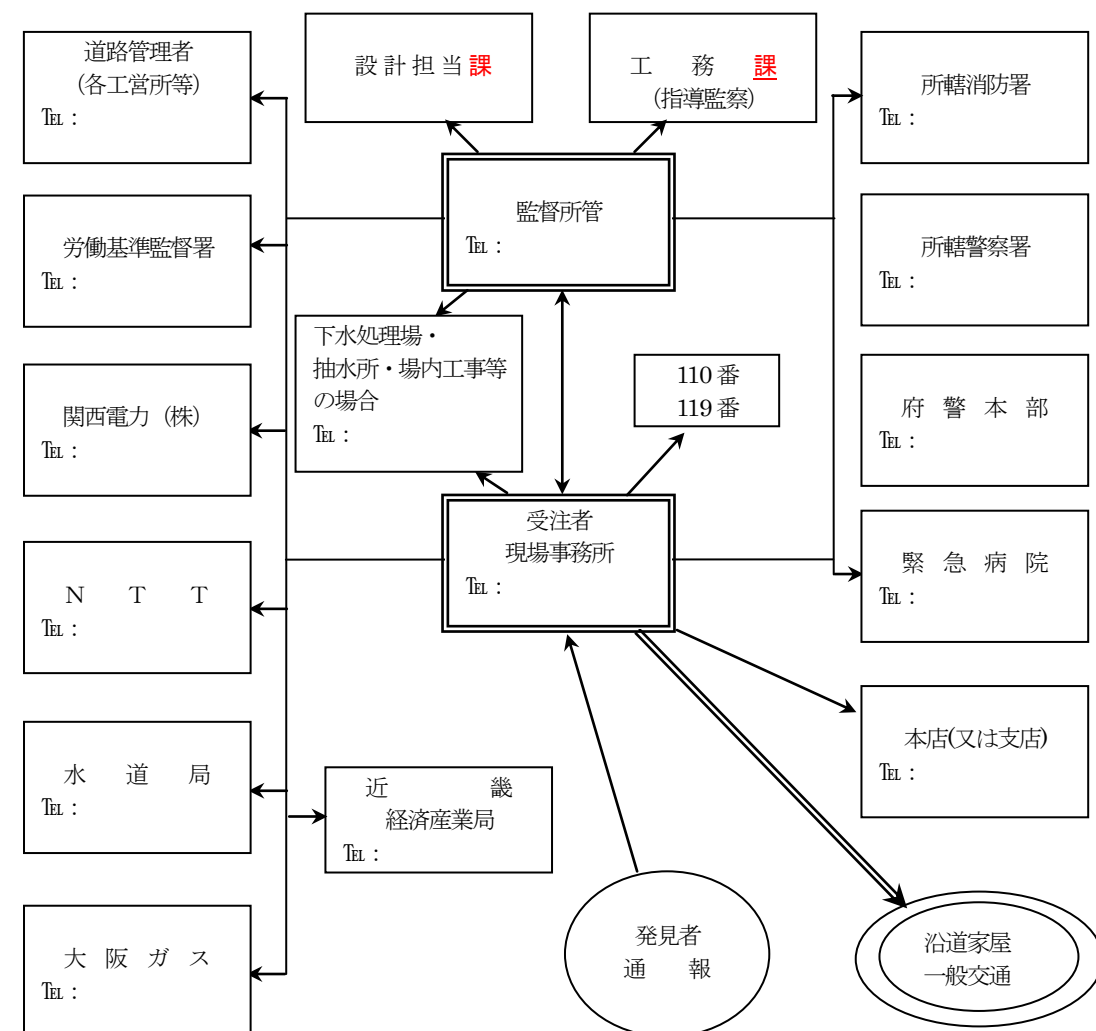 道路管理者
(各工営所等)
℡：
設 計 担 当 課
工　務　課
(指導監察)
所轄消防署
℡：
監督所管
℡：
労働基準監督署
℡：
所轄警察署
℡：
下水処理場・
抽水所・場内工事等
の場合
℡：
110 番
119 番
関西電力（株）
℡：
府 警 本 部
℡：
受注者
現場事務所
℡：
Ｎ　Ｔ　Ｔ
℡：
緊 急 病 院
℡：
本店(又は支店)
℡：
水　道　局
℡：
近　　　畿
経済産業局
℡：
大 阪 ガ ス
℡：
発見者
通　報
沿道家屋
一般交通